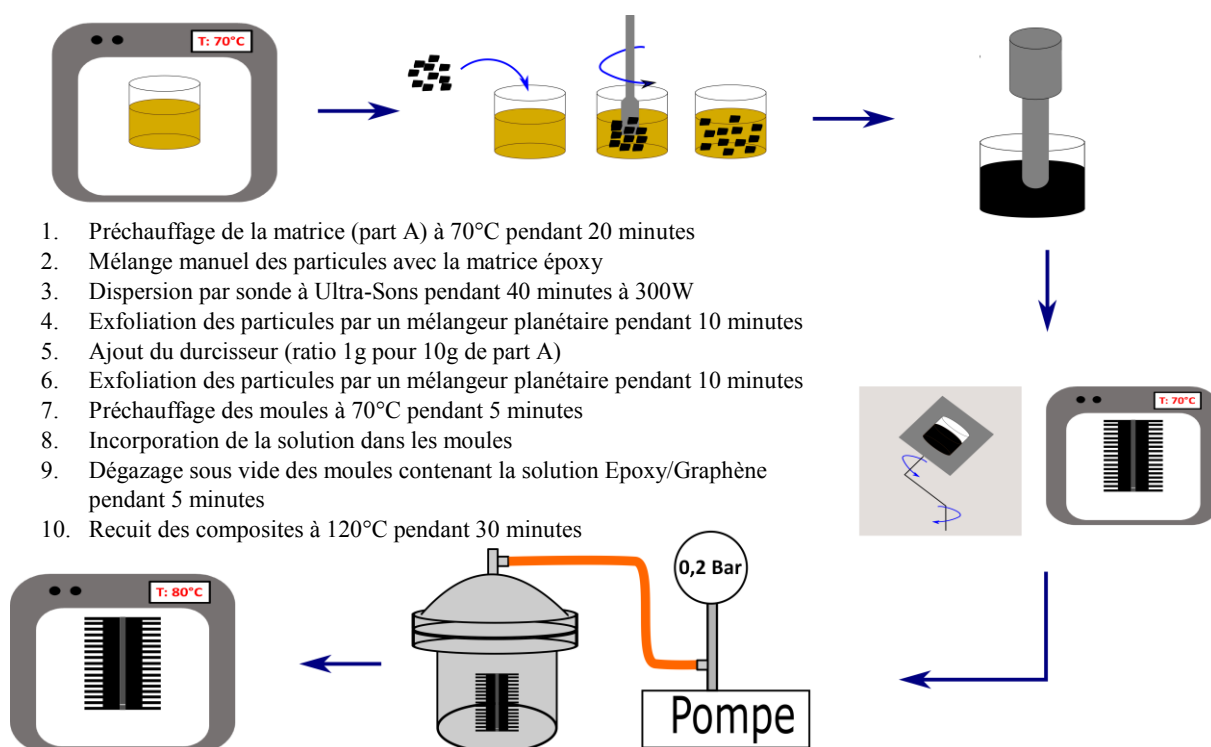 T: 70°C
1. Préchauffage de la matrice (part A) à 70°C pendant 20 minutes
2. Mélange manuel des particules avec la matrice époxy
3. Dispersion par sonde à Ultra-Sons pendant 40 minutes à 300W
4. Exfoliation des particules par un mélangeur planétaire pendant 10 minutes
5. Ajout du durcisseur (ratio 1g pour 10g de part A)
6. Exfoliation des particules par un mélangeur planétaire pendant 10 minutes
7. Préchauffage des moules à 70°C pendant 5 minutes
8. Incorporation de la solution dans les moules
9. Dégazage sous vide des moules contenant la solution Epoxy/Graphène
pendant 5 minutes
10. Recuit des composites à 120°C pendant 30 minutes
T: 70°C
0,2 Bar
T: 80°C
Pompe